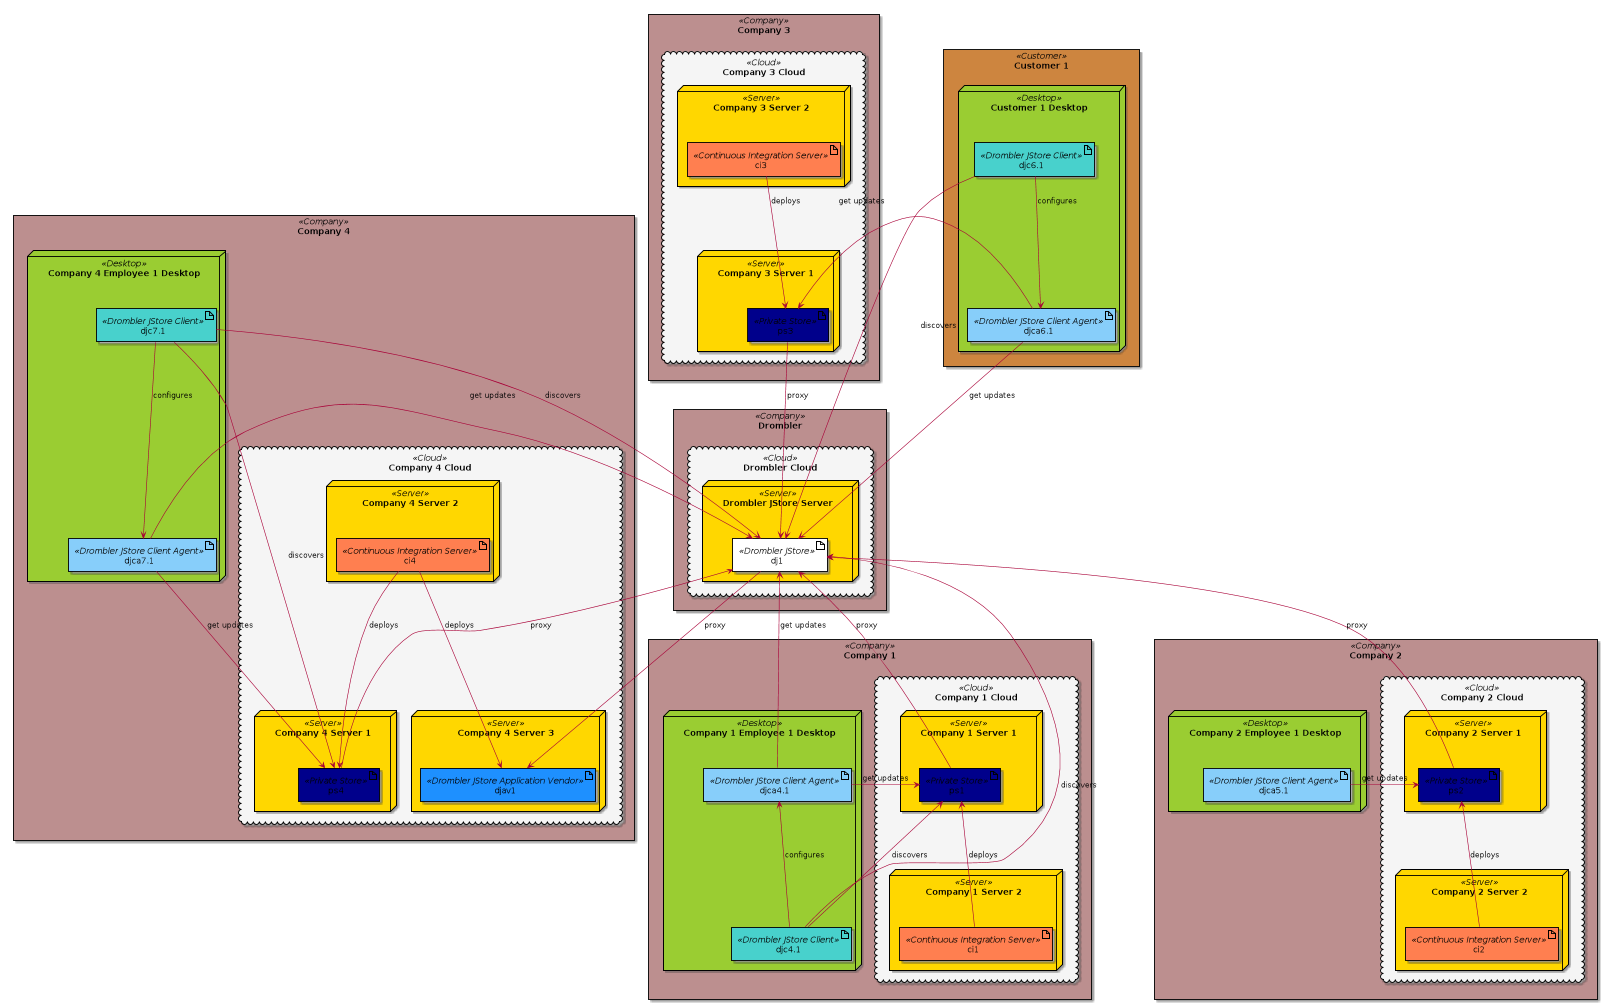 «Company»
Company 3
«Cloud»
Company 3 Cloud
«Server»
Company 3 Server 2
«Continuous Integration Server»
ci3
deploys
get updates
«Server»
Company 3 Server 1
proxy
«Customer»
Customer 1
«Desktop»
Customer 1 Desktop
«Drombler JStore Client»
djc6.1
configures
discovers
«Drombler JStore Client Agent»
djca6.1
get updates
«Company»
Company 4
«Desktop»
Company 4 Employee 1 Desktop
«Drombler JStore Client»
djc7.1
configures
get updates
discovers
«Drombler JStore Client Agent»
djca7.1
get updates
discovers
«Cloud»
Company 4 Cloud
«Server»
Company 4 Server 2
«Continuous Integration Server»
ci4
deploys
deploys
proxy
«Server»
Company 4 Server 1
«Server»
Company 4 Server 3
«Drombler JStore Application Vendor»
djav1
«Company»
Drombler
«Cloud»
Drombler Cloud
«Server»
Drombler JStore Server
«Drombler JStore»
dj1
proxy
get updates
proxy
proxy
«Company»
Company 1
«Desktop»
Company 1 Employee 1 Desktop
«Drombler JStore Client Agent»
djca4.1
get updates
configures
discovers
«Drombler JStore Client»
djc4.1
«Cloud»
Company 1 Cloud
«Server»
Company 1 Server 1
discovers
deploys
«Server»
Company 1 Server 2
«Continuous Integration Server»
ci1
«Company»
Company 2
«Desktop»
Company 2 Employee 1 Desktop
«Drombler JStore Client Agent»
djca5.1
get updates
«Cloud»
Company 2 Cloud
«Server»
Company 2 Server 1
deploys
«Server»
Company 2 Server 2
«Continuous Integration Server»
ci2